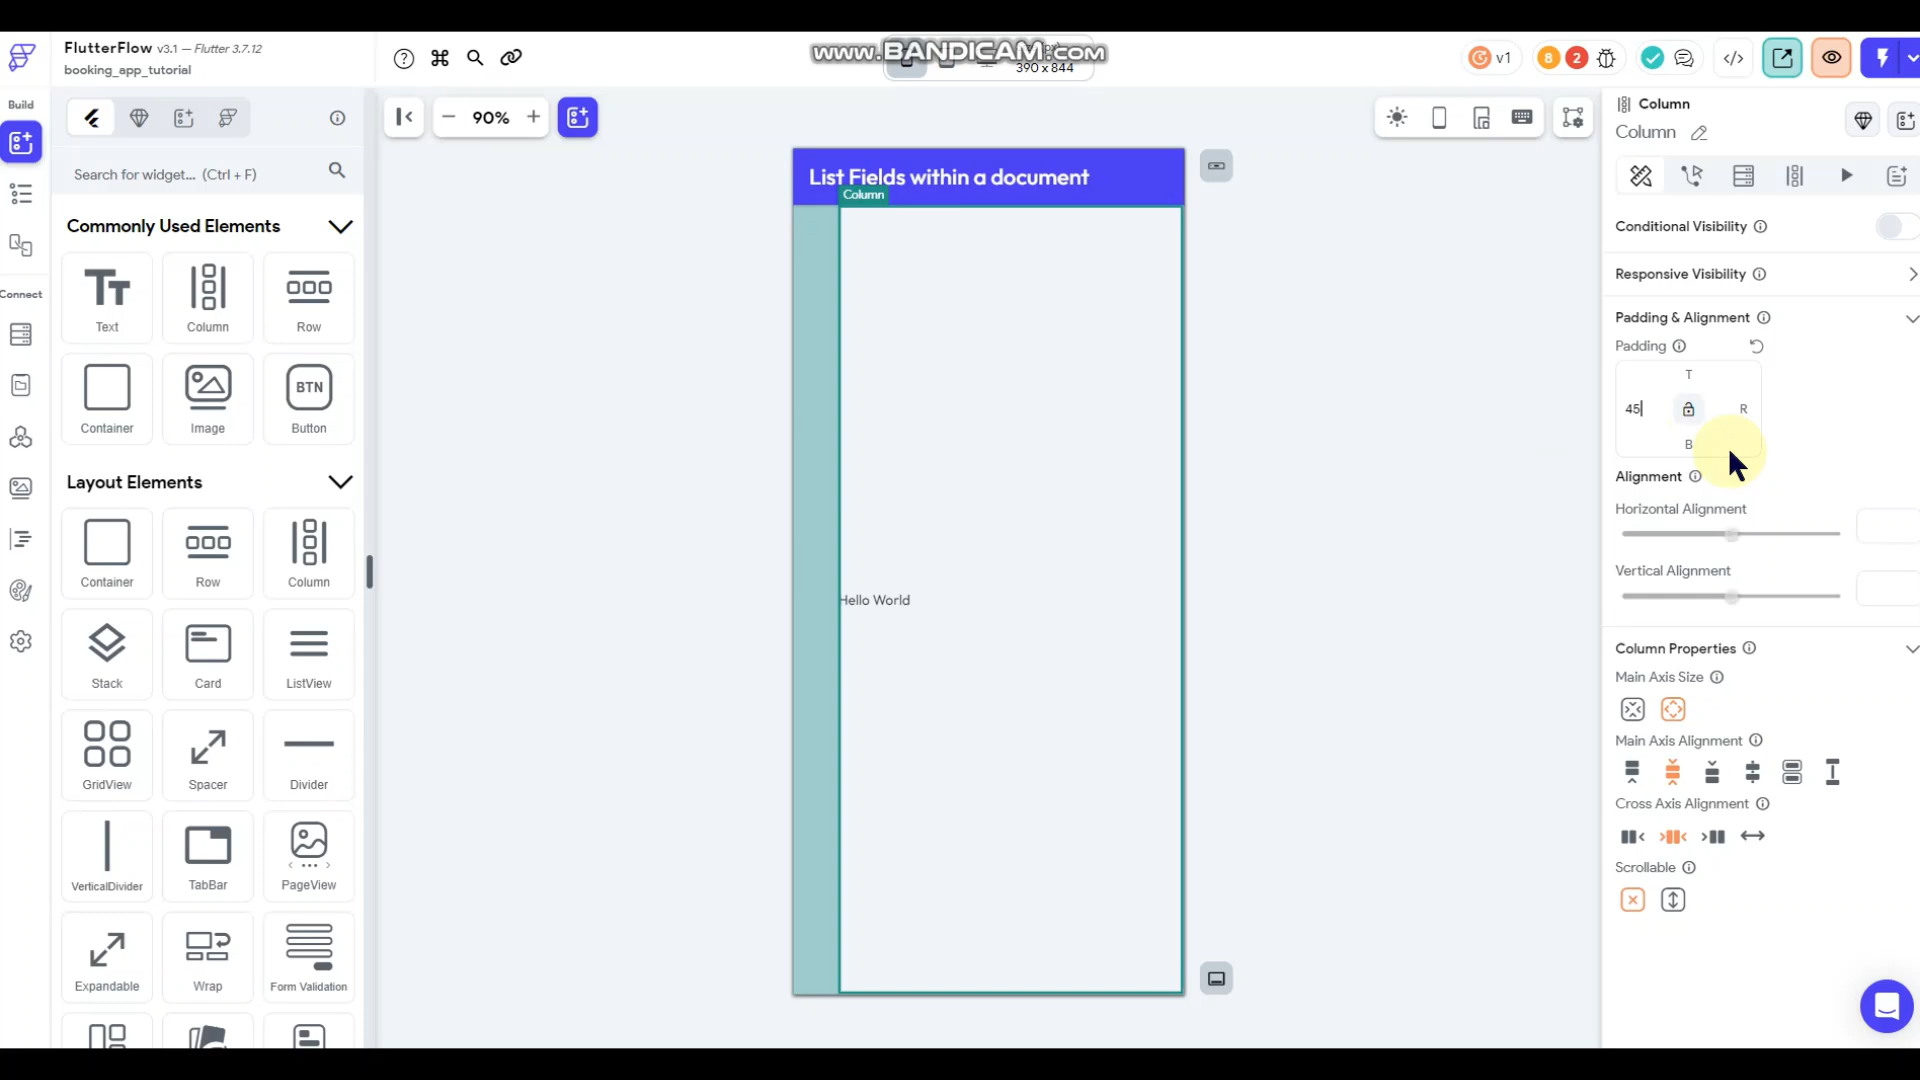 FlutterFlow v3.1 – Flutter 3.7.12
booking_app_tutorial
www.BANDICAM.com
390 x 844
v1
8
2
Build
90%
Column
Column
Search for widget... (Ctrl + F)
List Fields within a document
Column
Commonly Used Elements
Conditional Visibility
Responsive Visibility
Connect
Text
Column
Row
Padding & Alignment
Padding
T
45
R
B
BTN
Container
Image
Button
Layout Elements
Alignment
Horizontal Alignment
Container
Row
Column
Vertical Alignment
Hello World
Stack
Card
ListView
Column Properties
Main Axis Size
Main Axis Alignment
GridView
Spacer
Divider
Cross Axis Alignment
Scrollable
VerticalDivider
TabBar
PageView
Expandable
Wrap
Form Validation